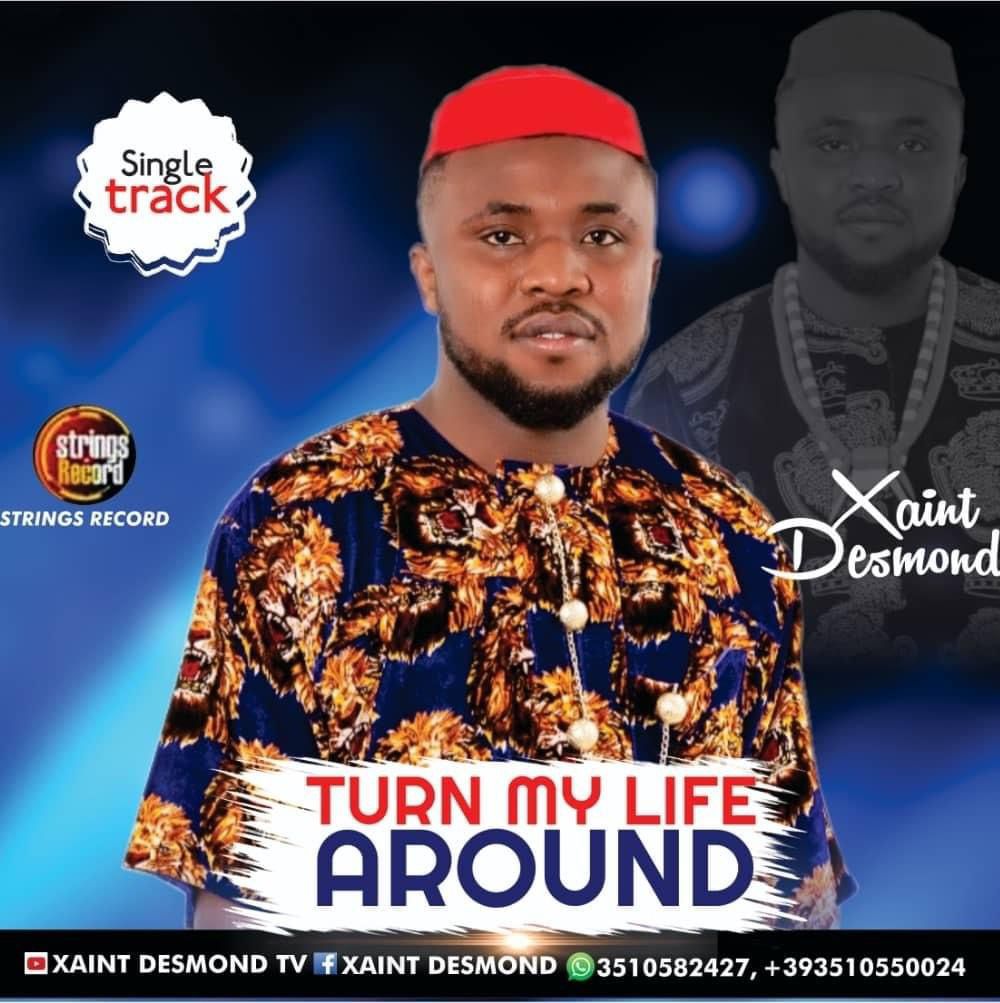 Single
track
strings
Record
STRINGS RECORD
Xaint
Desmond
TURN MY LIFE
AROUND
XAINT DESMOND TV XAINT DESMOND 3510582427, +393510550024